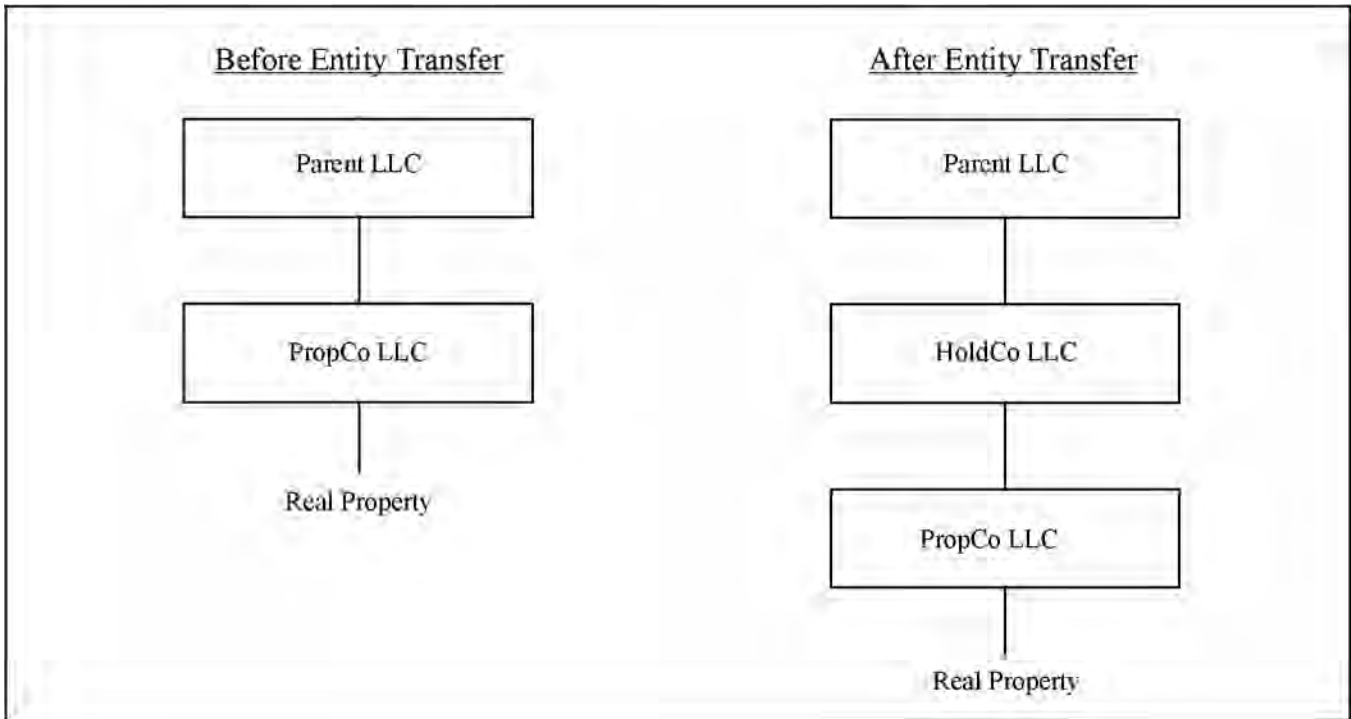 Before Entity Transfer
Parent LLC
PropCo LLC
Real Property
After Entity Transfer
Parent LLC
HoldCo LLC
PropCo LLC
Real Property